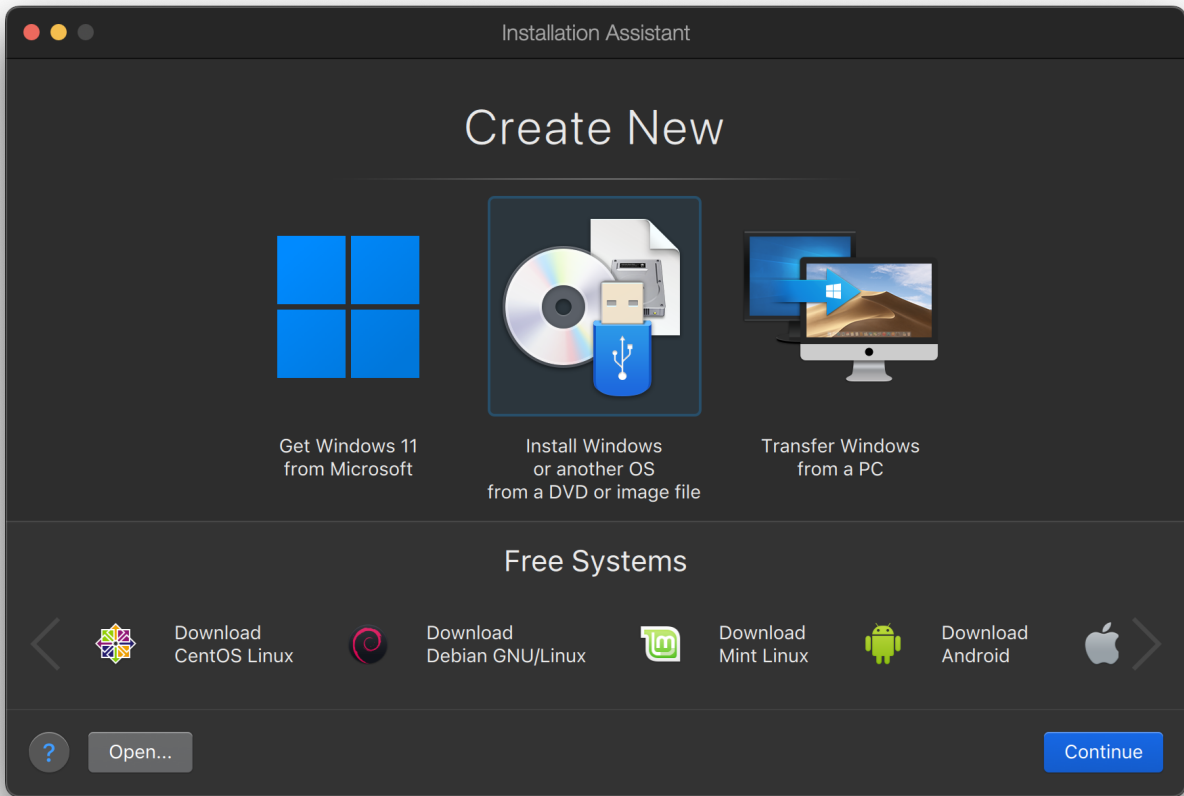 Installation Assistant
Create New
Get Windows 11
from Microsoft
Install Windows
or another OS
from a DVD or image file
Transfer Windows
from a PC
Free Systems
Download
CentOS Linux
Download
Debian GNU/Linux
Download
Mint Linux
Download
Android
?
Open...
Continue